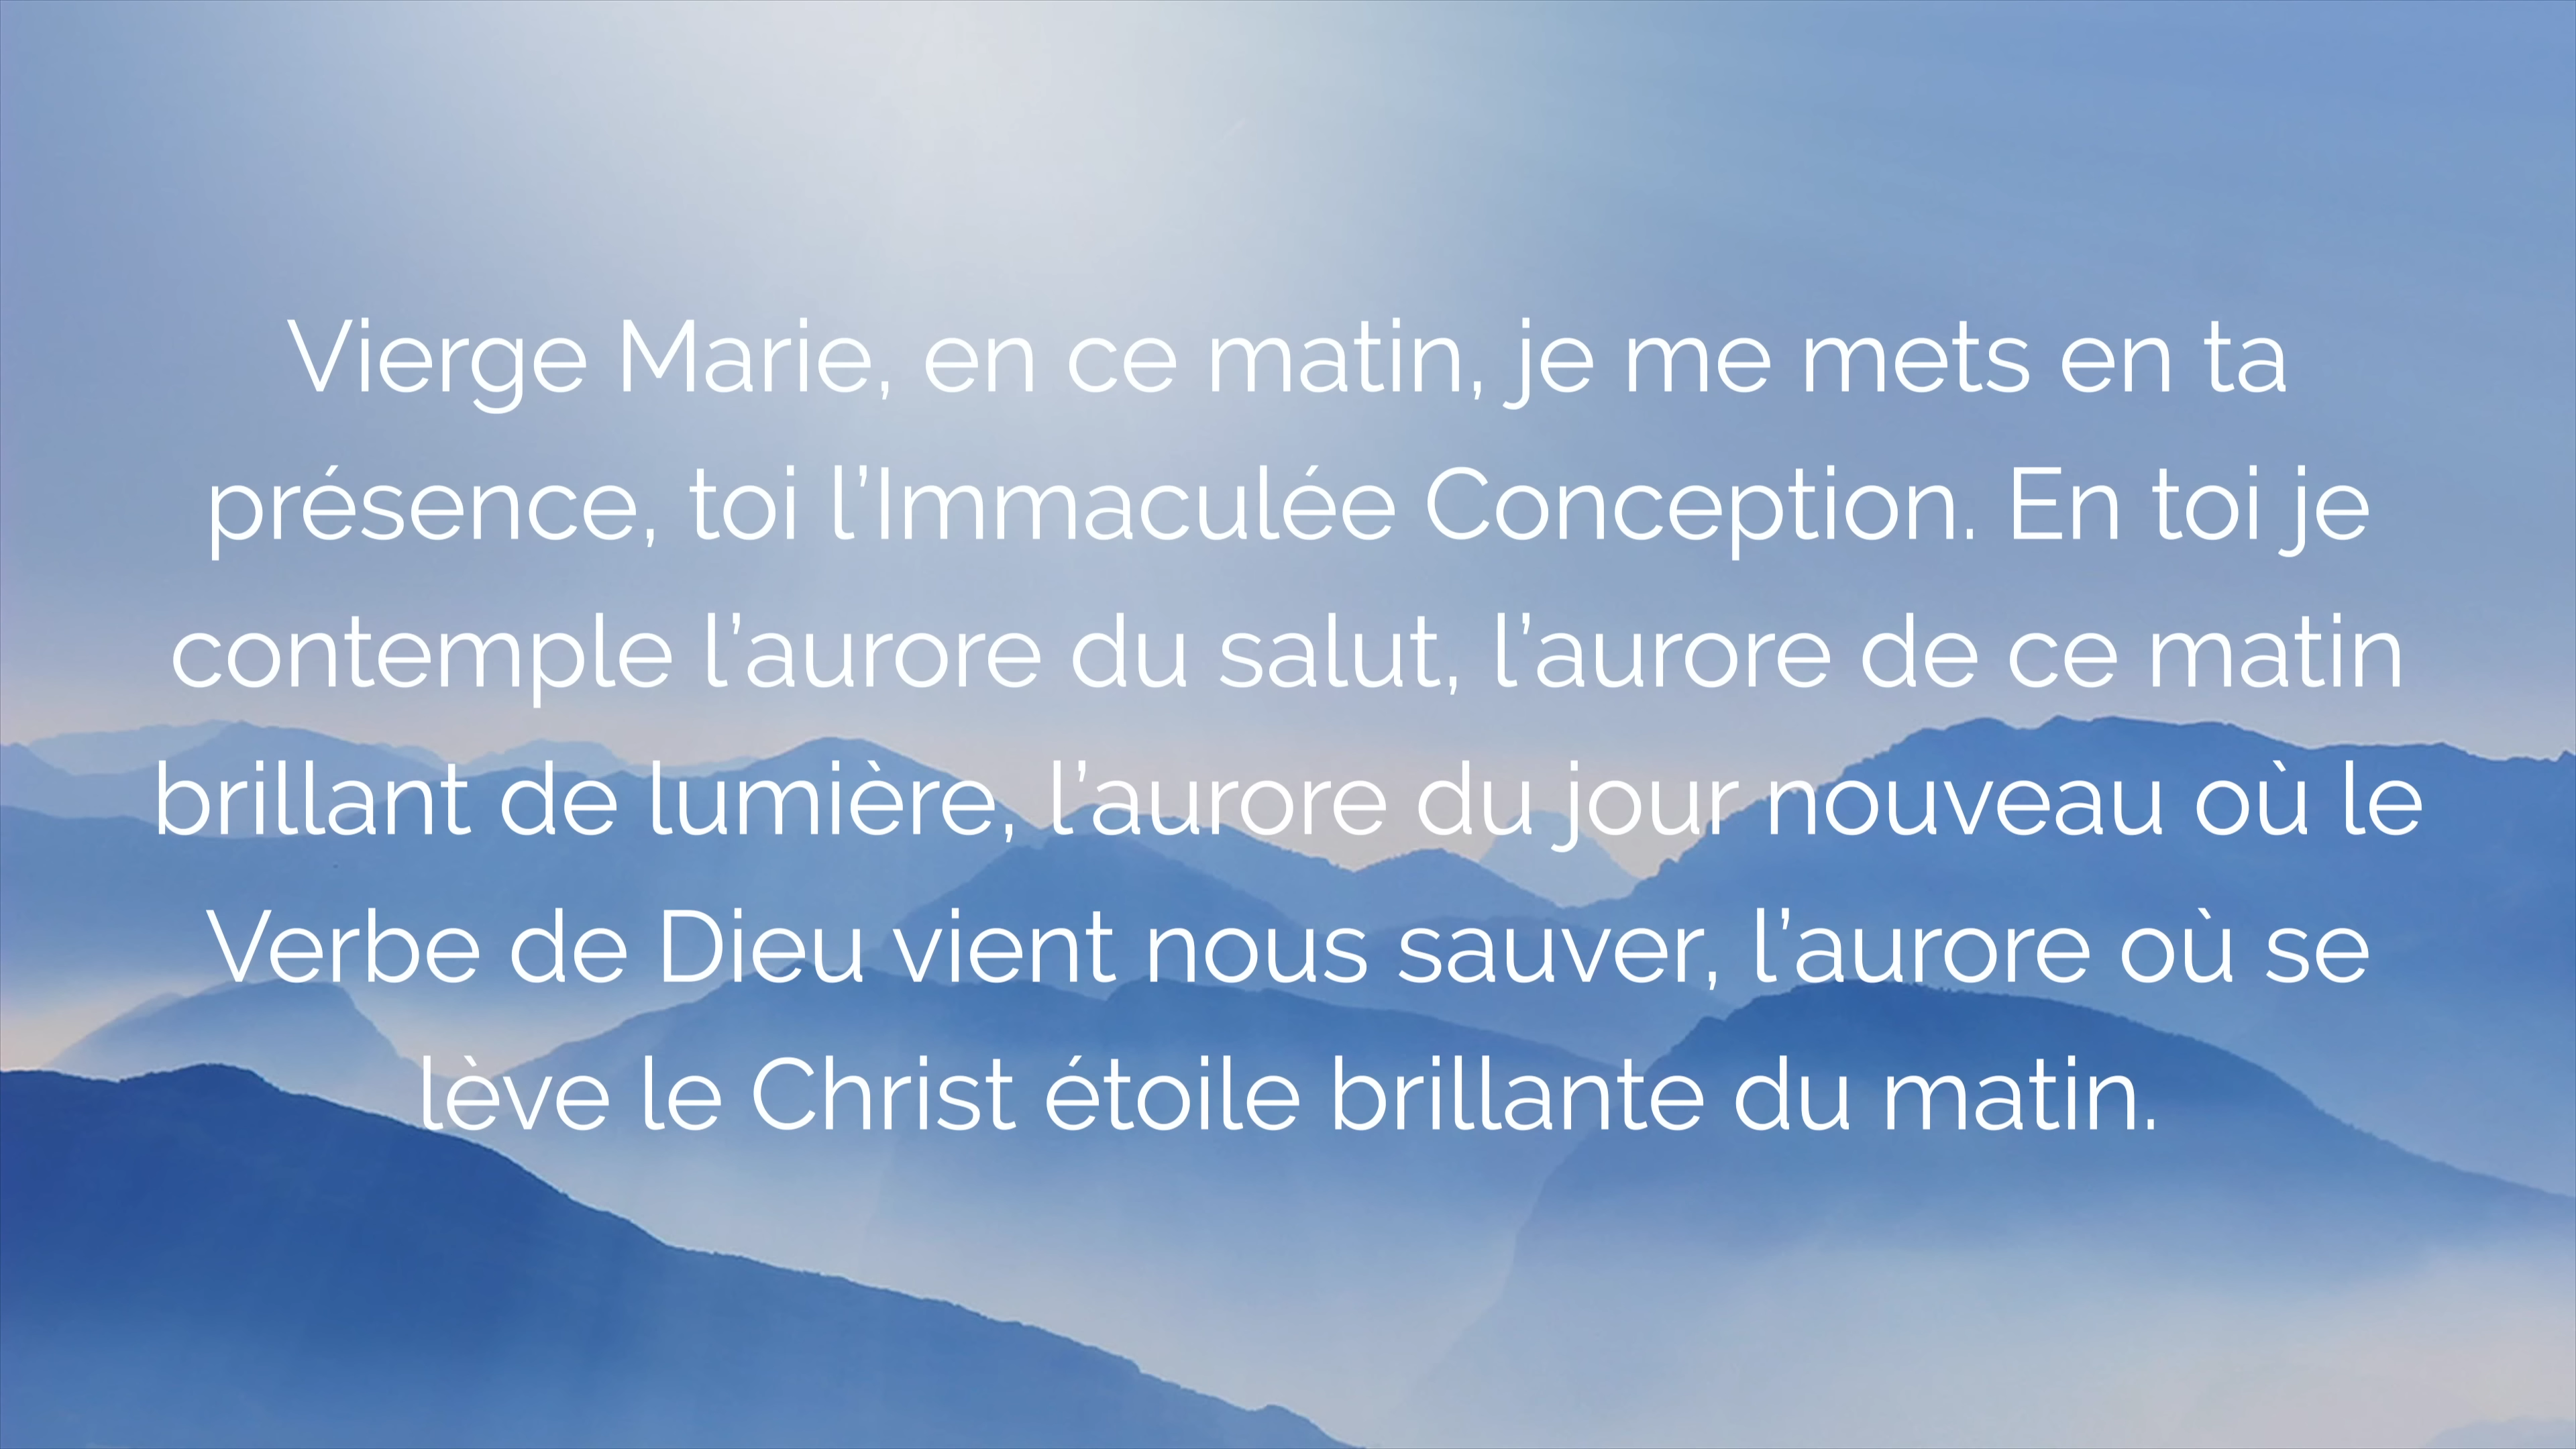 Vierge Marie, en ce matin, je me mets en ta
présence, toi l’Immaculée Conception. En toi je
contemple l’aurore du salut, l’aurore de ce matin
brillant de lumière, l’aurore du jour nouveau où le
Verbe de Dieu vient nous sauver, l’aurore où se
lève le Christ étoile brillante du matin.